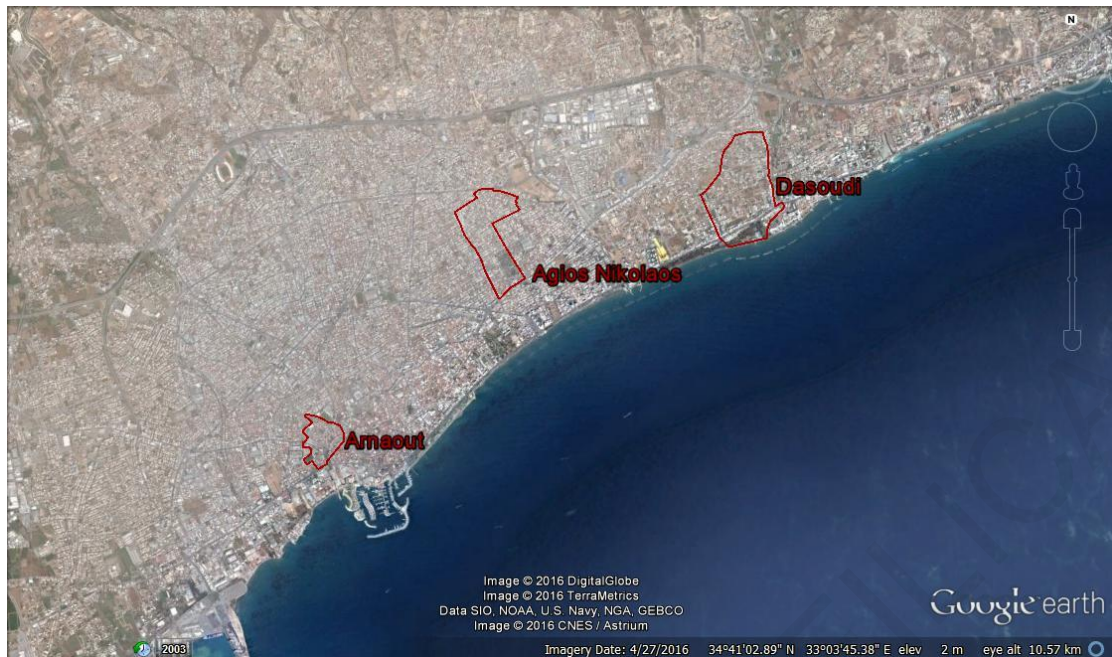 N
Dasoudi
Agios Nikolaos
Arnaout
Image © 2016 DigitalGlobe
Image © 2016 TerraMetrics
Data SIO, NOAA, U.S. Navy, NGA, GEBCO
Image © 2016 CNES / Astrium
Google earth
2003
Imagery Date: 4/27/2016 34°41'02.89" N 33°03'45.38" E elev 2 m eye alt 10.57 km